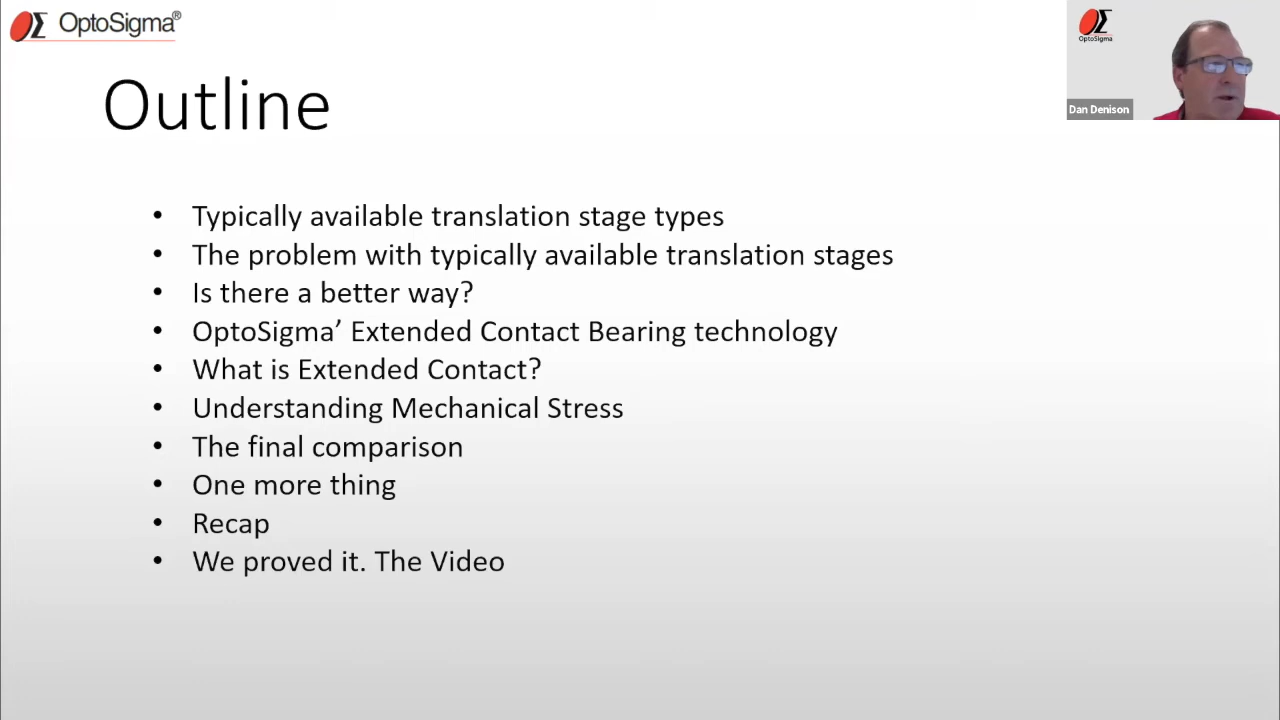 OptoSigma®
OptoSigma
Dan Denison
Outline
• Typically available translation stage types
• The problem with typically available translation stages
• Is there a better way?
• OptoSigma’ Extended Contact Bearing technology
• What is Extended Contact?
• Understanding Mechanical Stress
• The final comparison
• One more thing
• Recap
• We proved it. The Video